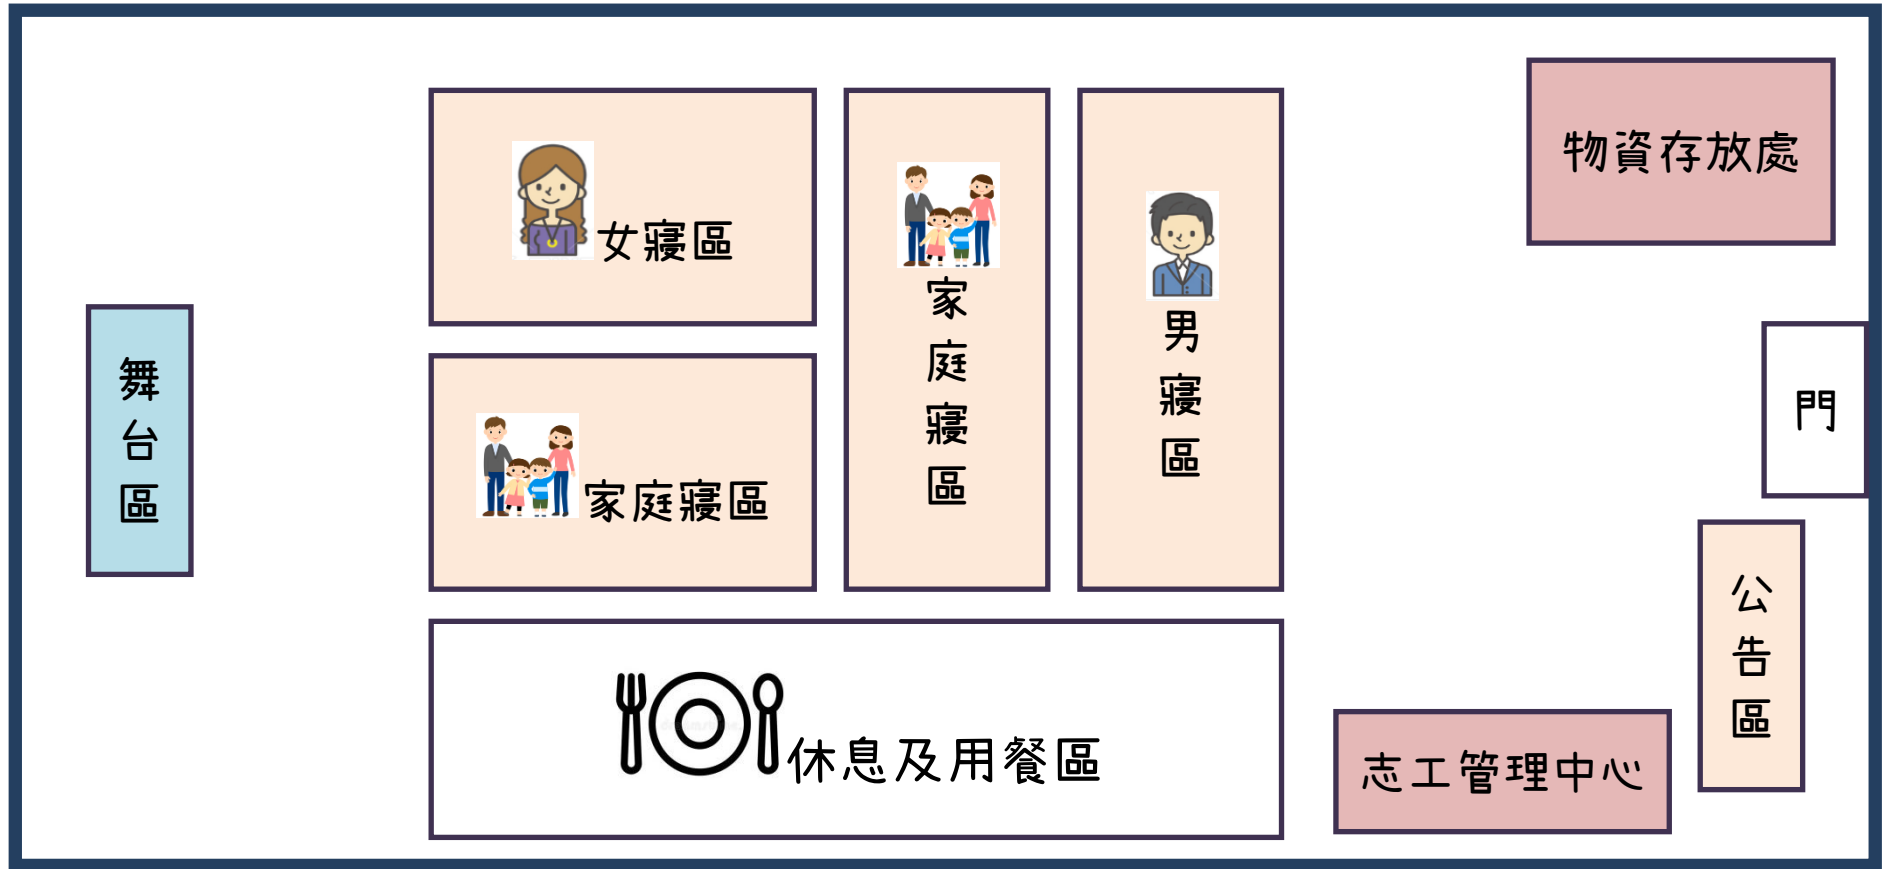 物資存放處
女寢區
家庭寢區
男寢區
舞台區
門
家庭寢區
公告區
休息及用餐區
志工管理中心